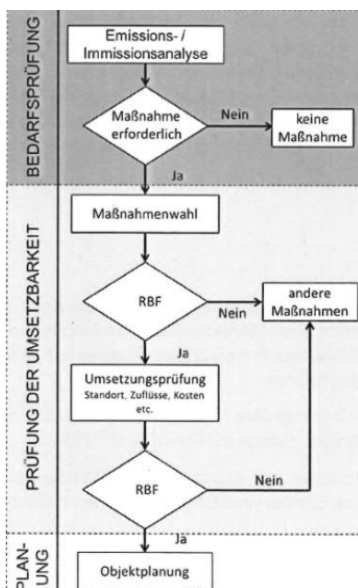 BEDARFSPRÜFUNG
Emissions- /
Immissionsanalyse
Maßnahme
erforderlich
Nein
keine
Maßnahme
Ja
PRÜFUNG DER UMSETZBARKEIT
Maßnahmenwahl
RBF
Nein
andere
Maßnahmen
Ja
Umsetzungsprüfung
Standort, Zuflüsse, Kosten
etc.
RBF
Nein
Ja
PLAN-
UNG
Objektplanung